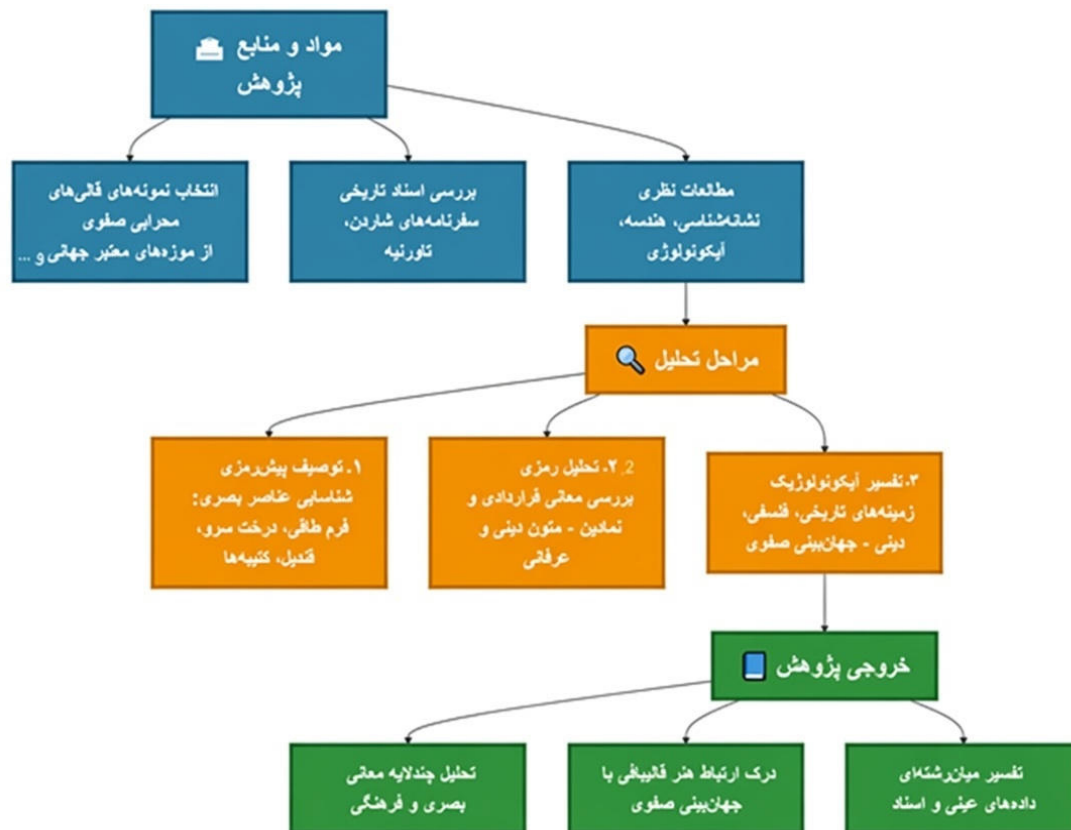 مواد و منابع
پژوهش
مطالعات نظری
نشانه‌شناسی، هندسه،
آیکونولوژی
بررسی اسناد تاریخی
سفرنامه‌های شاردن،
تاورنیه
انتخاب نمونه‌های قالی‌های
محرابی صفوی
از موزه‌های معتبر جهانی و ...
مراحل تحلیل
۱. توصیف پیش‌رمزی
شناسایی عناصر بصری:
فرم طاقی، درخت سرو،
قندیل، کتیبه‌ها
2. ۲- تحلیل رمزی
بررسی معانی قراردادی و
نمادین - متون دینی و
عرفانی
۳-تفسیر آیکونولوژیک
زمینه‌های تاریخی، فلسفی،
دینی - جهان‌بینی صفوی
خروجی پژوهش
تفسیر میان‌رشته‌ای
داده‌های عینی و اسناد
درک ارتباط هنر قالیبافی با
جهان‌بینی صفوی
تحلیل چندلایه معانی
بصری و فرهنگی